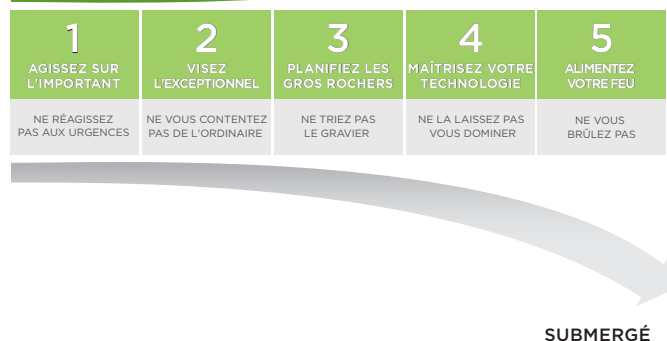 1
AGISSEZ SUR
L'IMPORTANT
NE RÉAGISSEZ
PAS AUX URGENCES
2
VISEZ
L'EXCEPTIONNEL
NE VOUS CONTENTEZ
PAS DE L'ORDINAIRE
3
PLANIFIEZ LES
GROS ROCHERS
NE TRIEZ PAS
LE GRAVIER
4
MAÎTRISEZ VOTRE
TECHNOLOGIE
NE LA LAISSEZ PAS
VOUS DOMINER
5
ALIMENTEZ
VOTRE FEU
NE VOUS
BRÛLEZ PAS
SUBMERGÉ